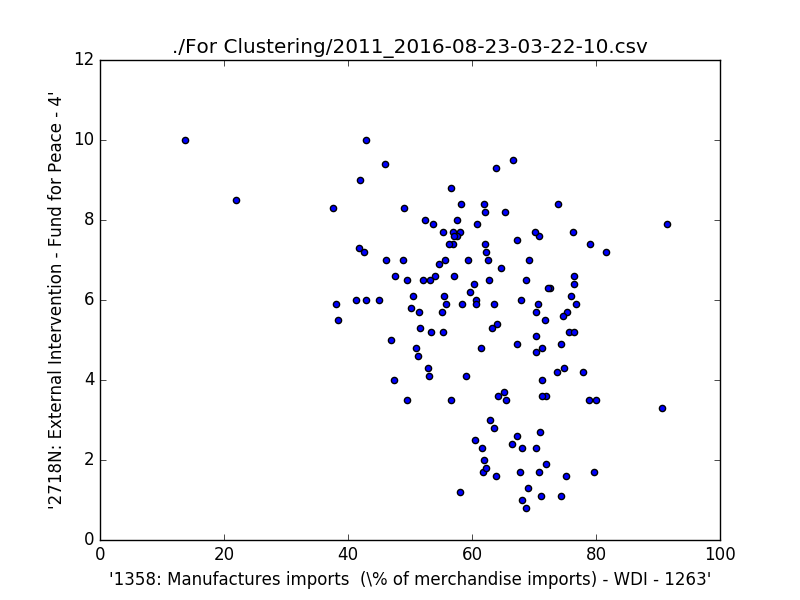 ./For Clustering/2011_2016-08-23-03-22-10.csv
12
10
8
6
4
2
0
'2718N: External Intervention - Fund for Peace - 4'
0 20 40 60 80 100
'1358: Manufactures imports  (\% of merchandise imports) - WDI - 1263'